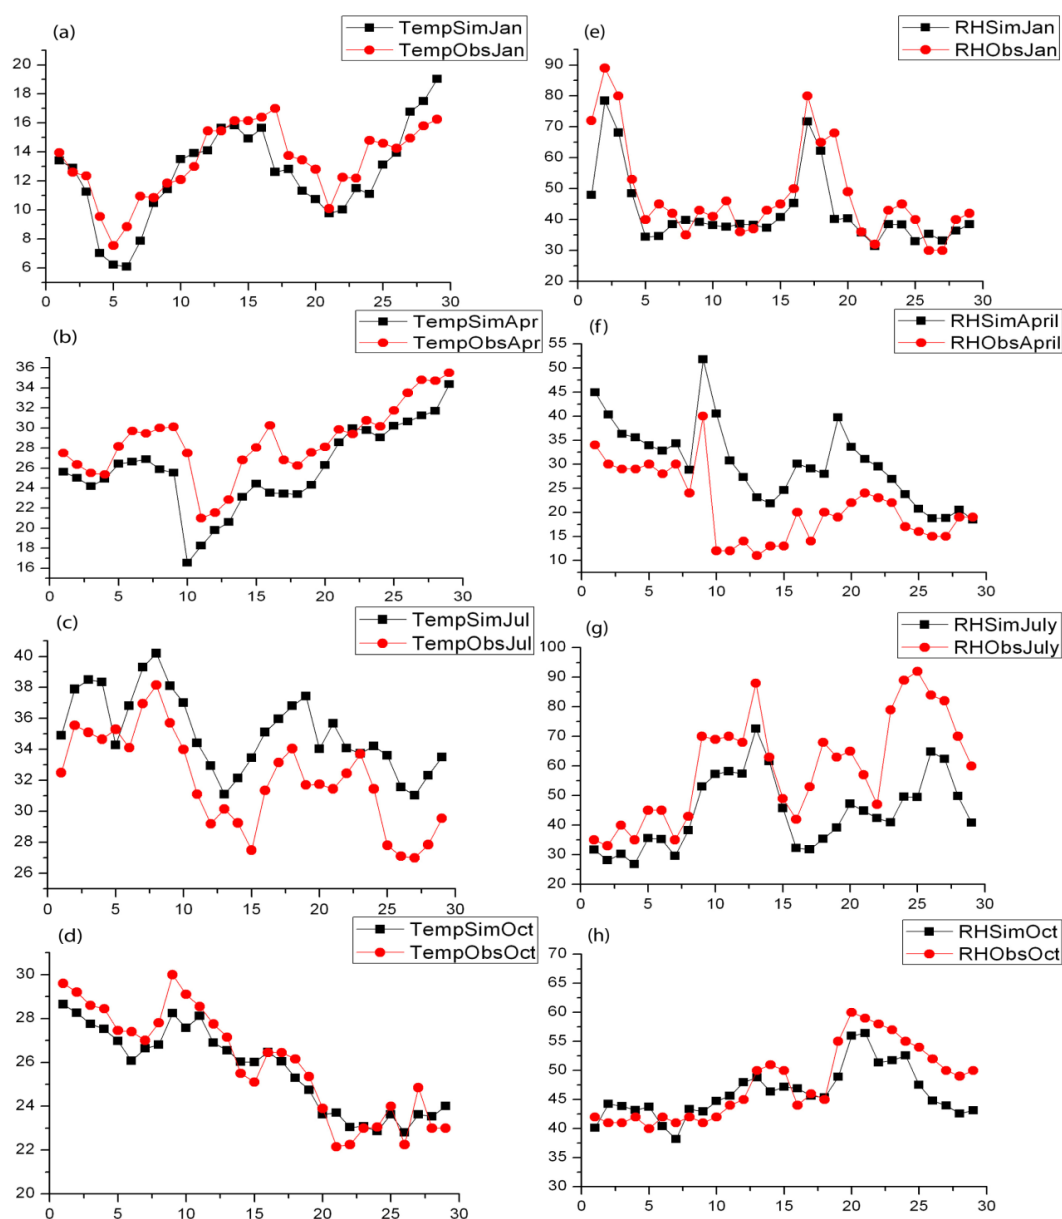 (a)
TempSimJan
TempObsJan
20
18
16
14
12
10
8
6
0 5 10 15 20 25 30
(e)
RHSimJan
RHObsJan
90
80
70
60
50
40
30
20
0 5 10 15 20 25 30
(b)
TempSimApr
TempObsApr
36
34
32
30
28
26
24
22
20
18
16
0 5 10 15 20 25 30
(f)
RHSimApril
RHObsApril
55
50
45
40
35
30
25
20
15
10
0 5 10 15 20 25 30
(c)
TempSimJul
TempObsJul
40
38
36
34
32
30
28
26
0 5 10 15 20 25 30
(g)
RHSimJuly
RHObsJuly
100
90
80
70
60
50
40
30
20
0 5 10 15 20 25 30
(d)
TempSimOct
TempObsOct
30
28
26
24
22
20
0 5 10 15 20 25 30
(h)
RHSimOct
RHObsOct
70
65
60
55
50
45
40
35
30
0 5 10 15 20 25 30